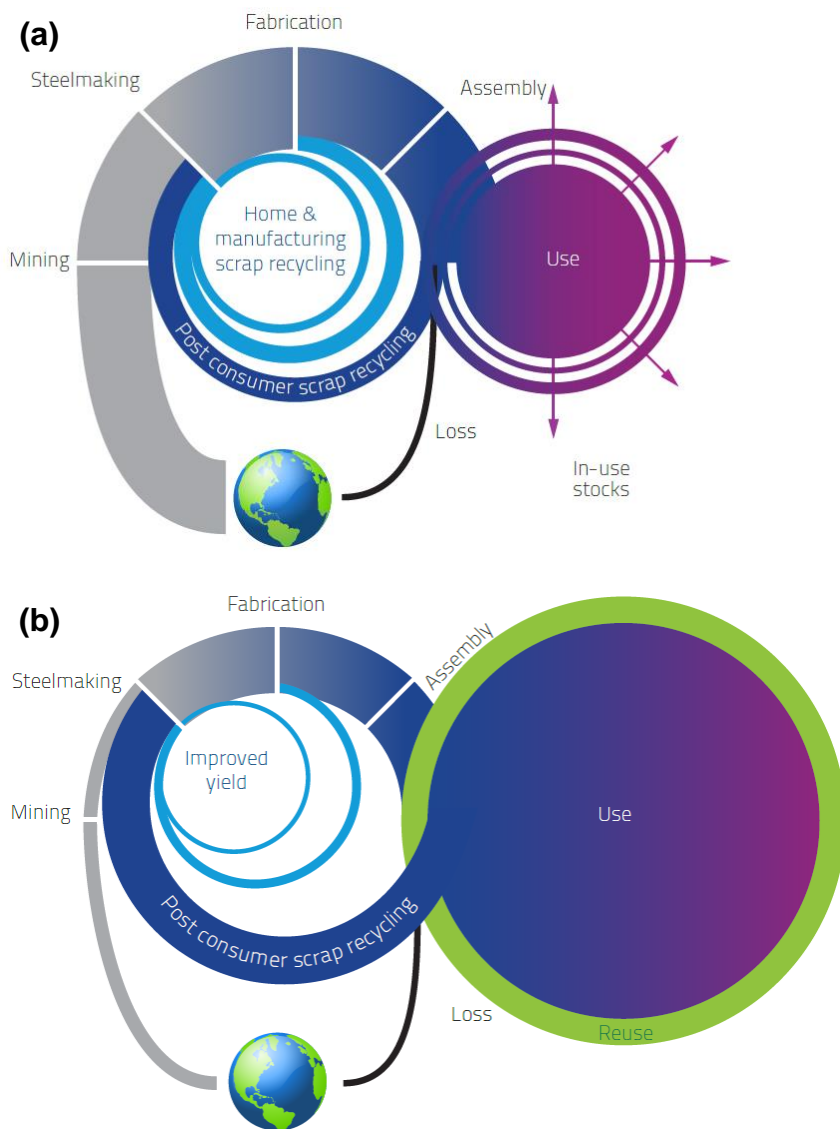 (a)
Fabrication
Steelmaking
Assembly
Home &
manufacturing
scrap recycling
Mining
Use
Post consumer scrap recycling
Loss
In-use
stocks
(b)
Fabrication
Assembly
Steelmaking
Improved
yield
Mining
Use
Post consumer scrap recycling
Loss
Reuse